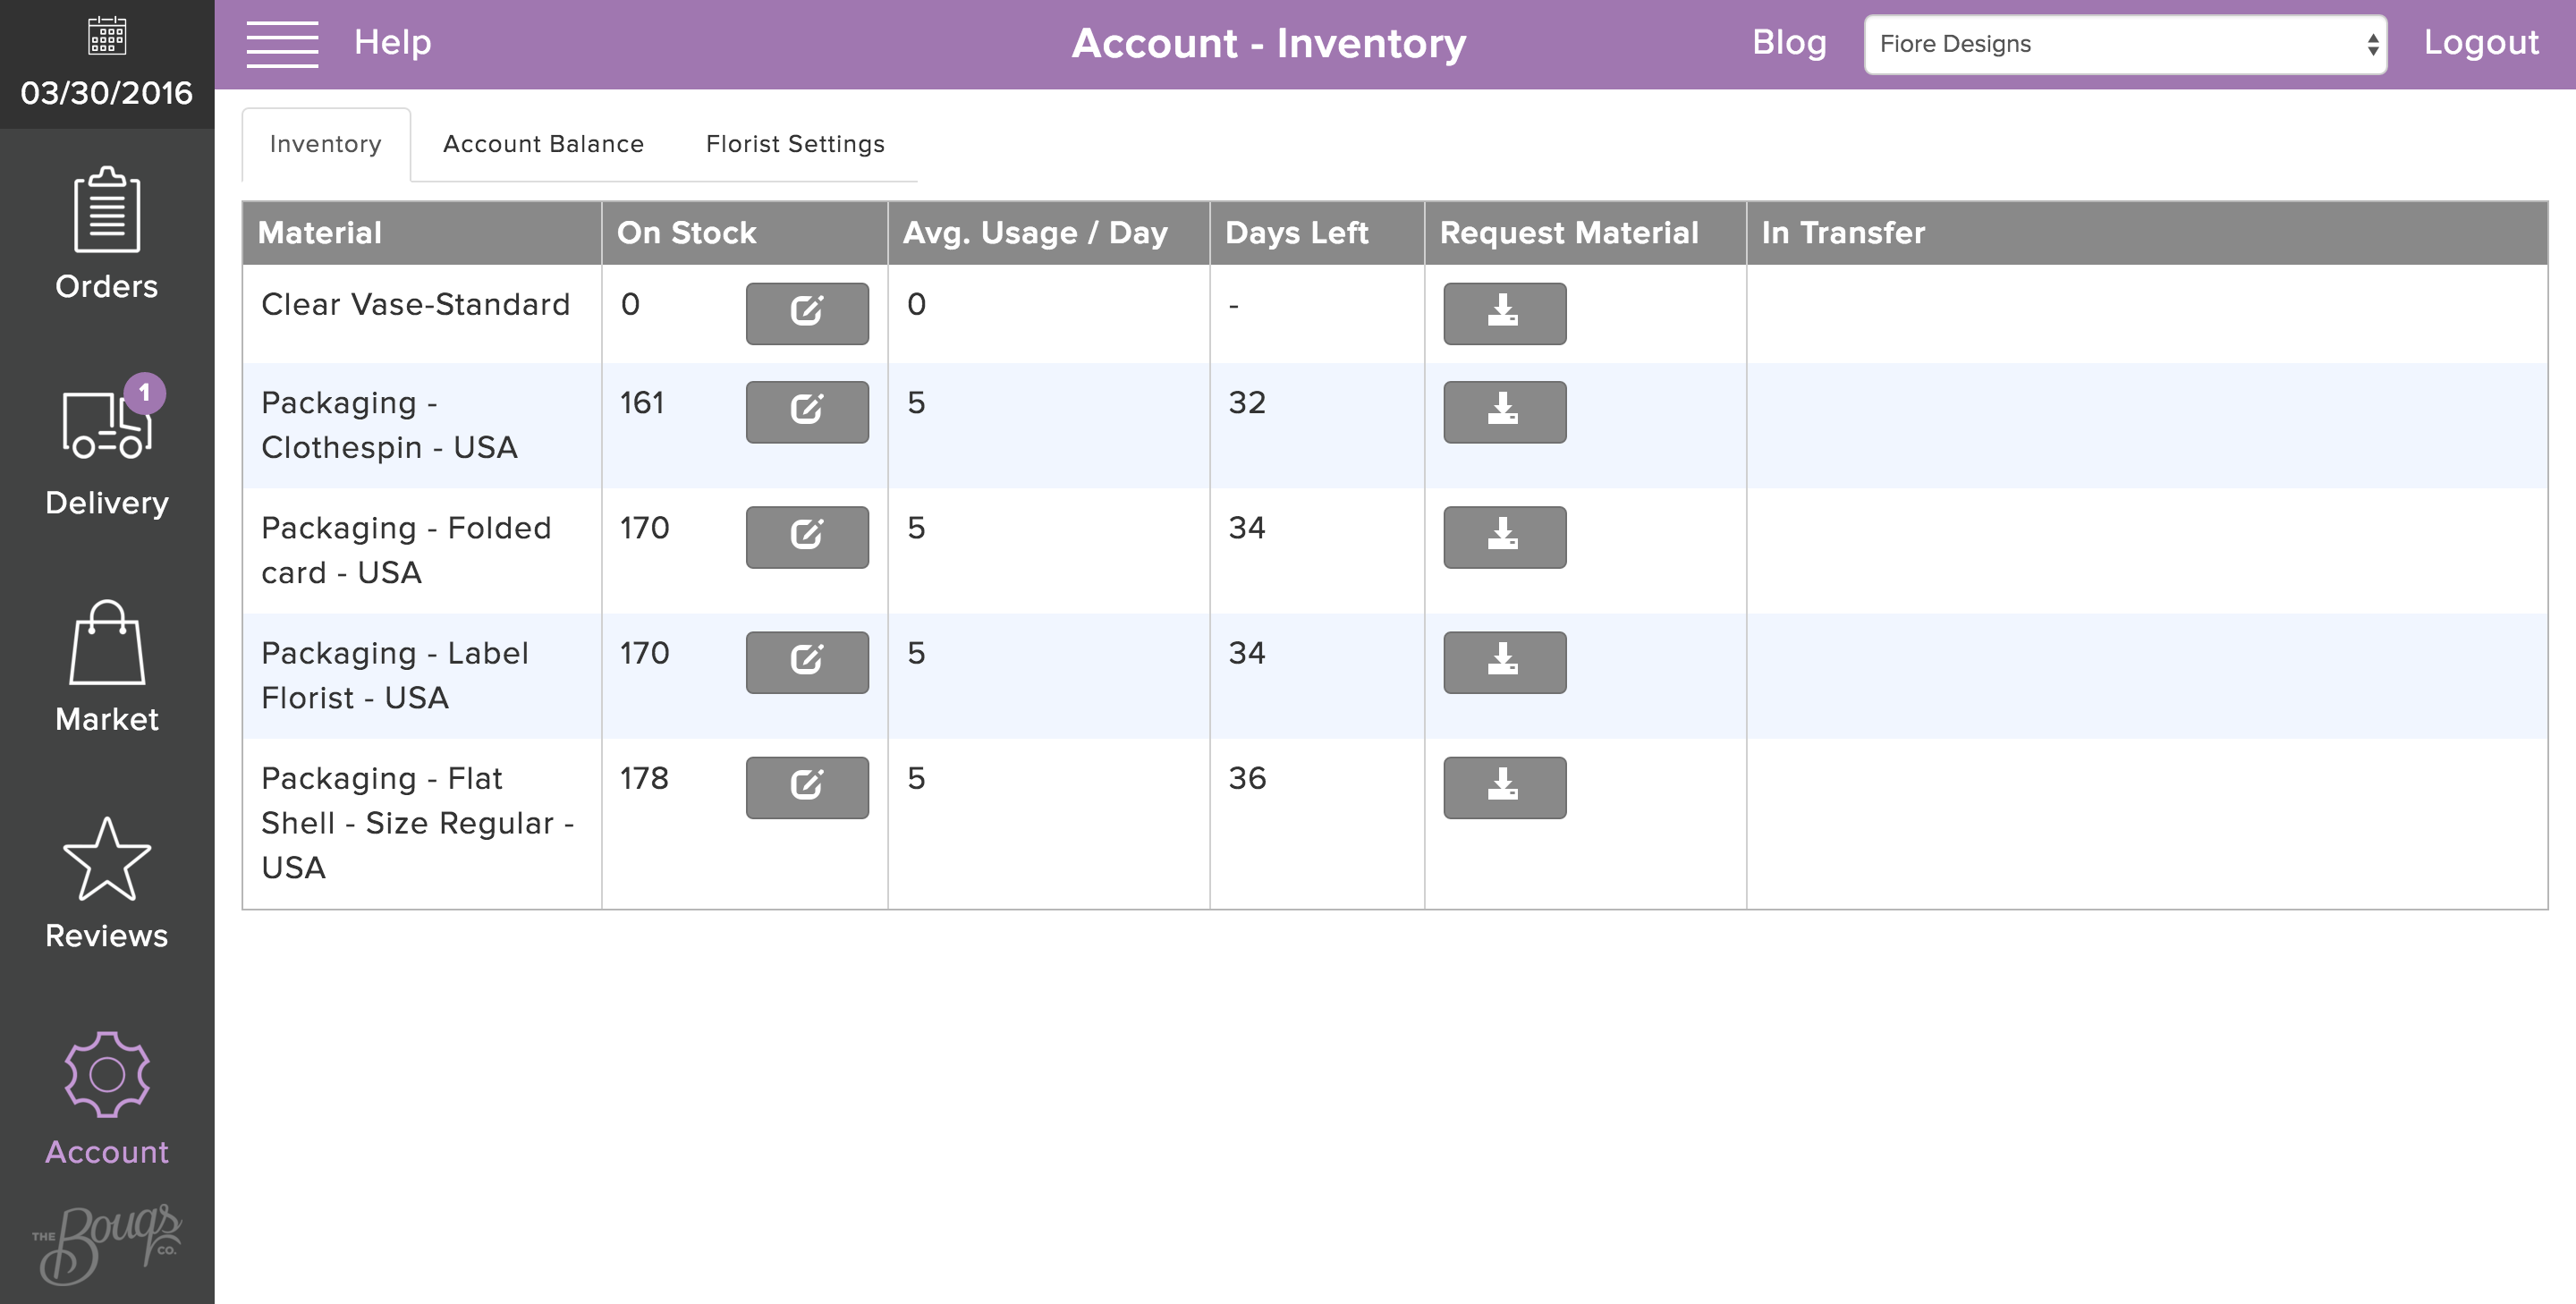 03/30/2016
Help
Account - Inventory
Blog
Fiore Designs
Logout
Orders
1
Delivery
Market
Reviews
Account
THE Bouqs CO.
Inventory
Account Balance
Florist Settings
Material On Stock Avg. Usage / Day Days Left Request Material In Transfer
Clear Vase-Standard 0 0 -
Packaging - 161 5 32
Clothespin - USA
Packaging - Folded 170 5 34
card - USA
Packaging - Label 170 5 34
Florist - USA
Packaging - Flat 178 5 36
Shell - Size Regular -
USA